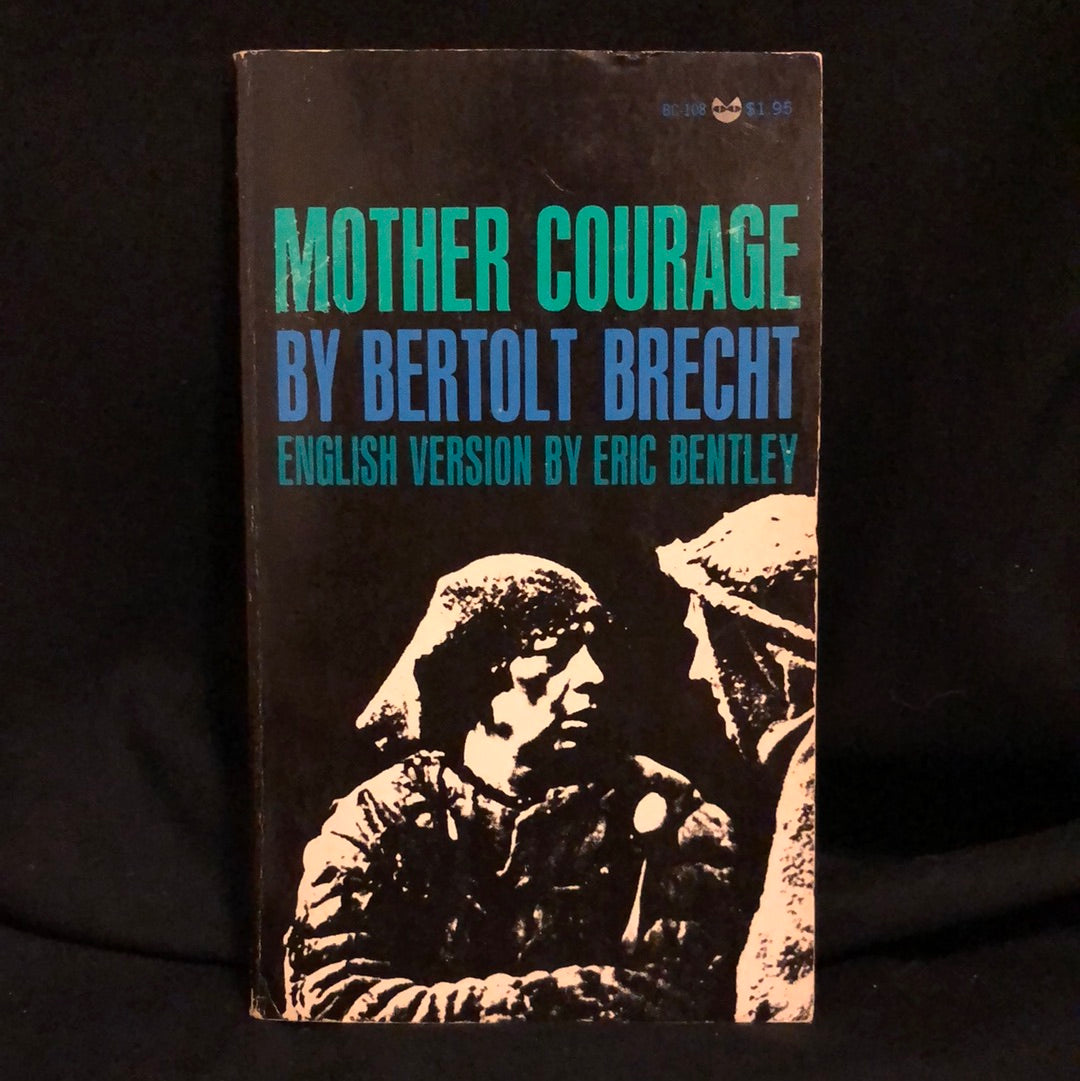 BC-108 $1.95
MOTHER COURAGE
BY BERTOLT BRECHT
ENGLISH VERSION BY ERIC BENTLEY